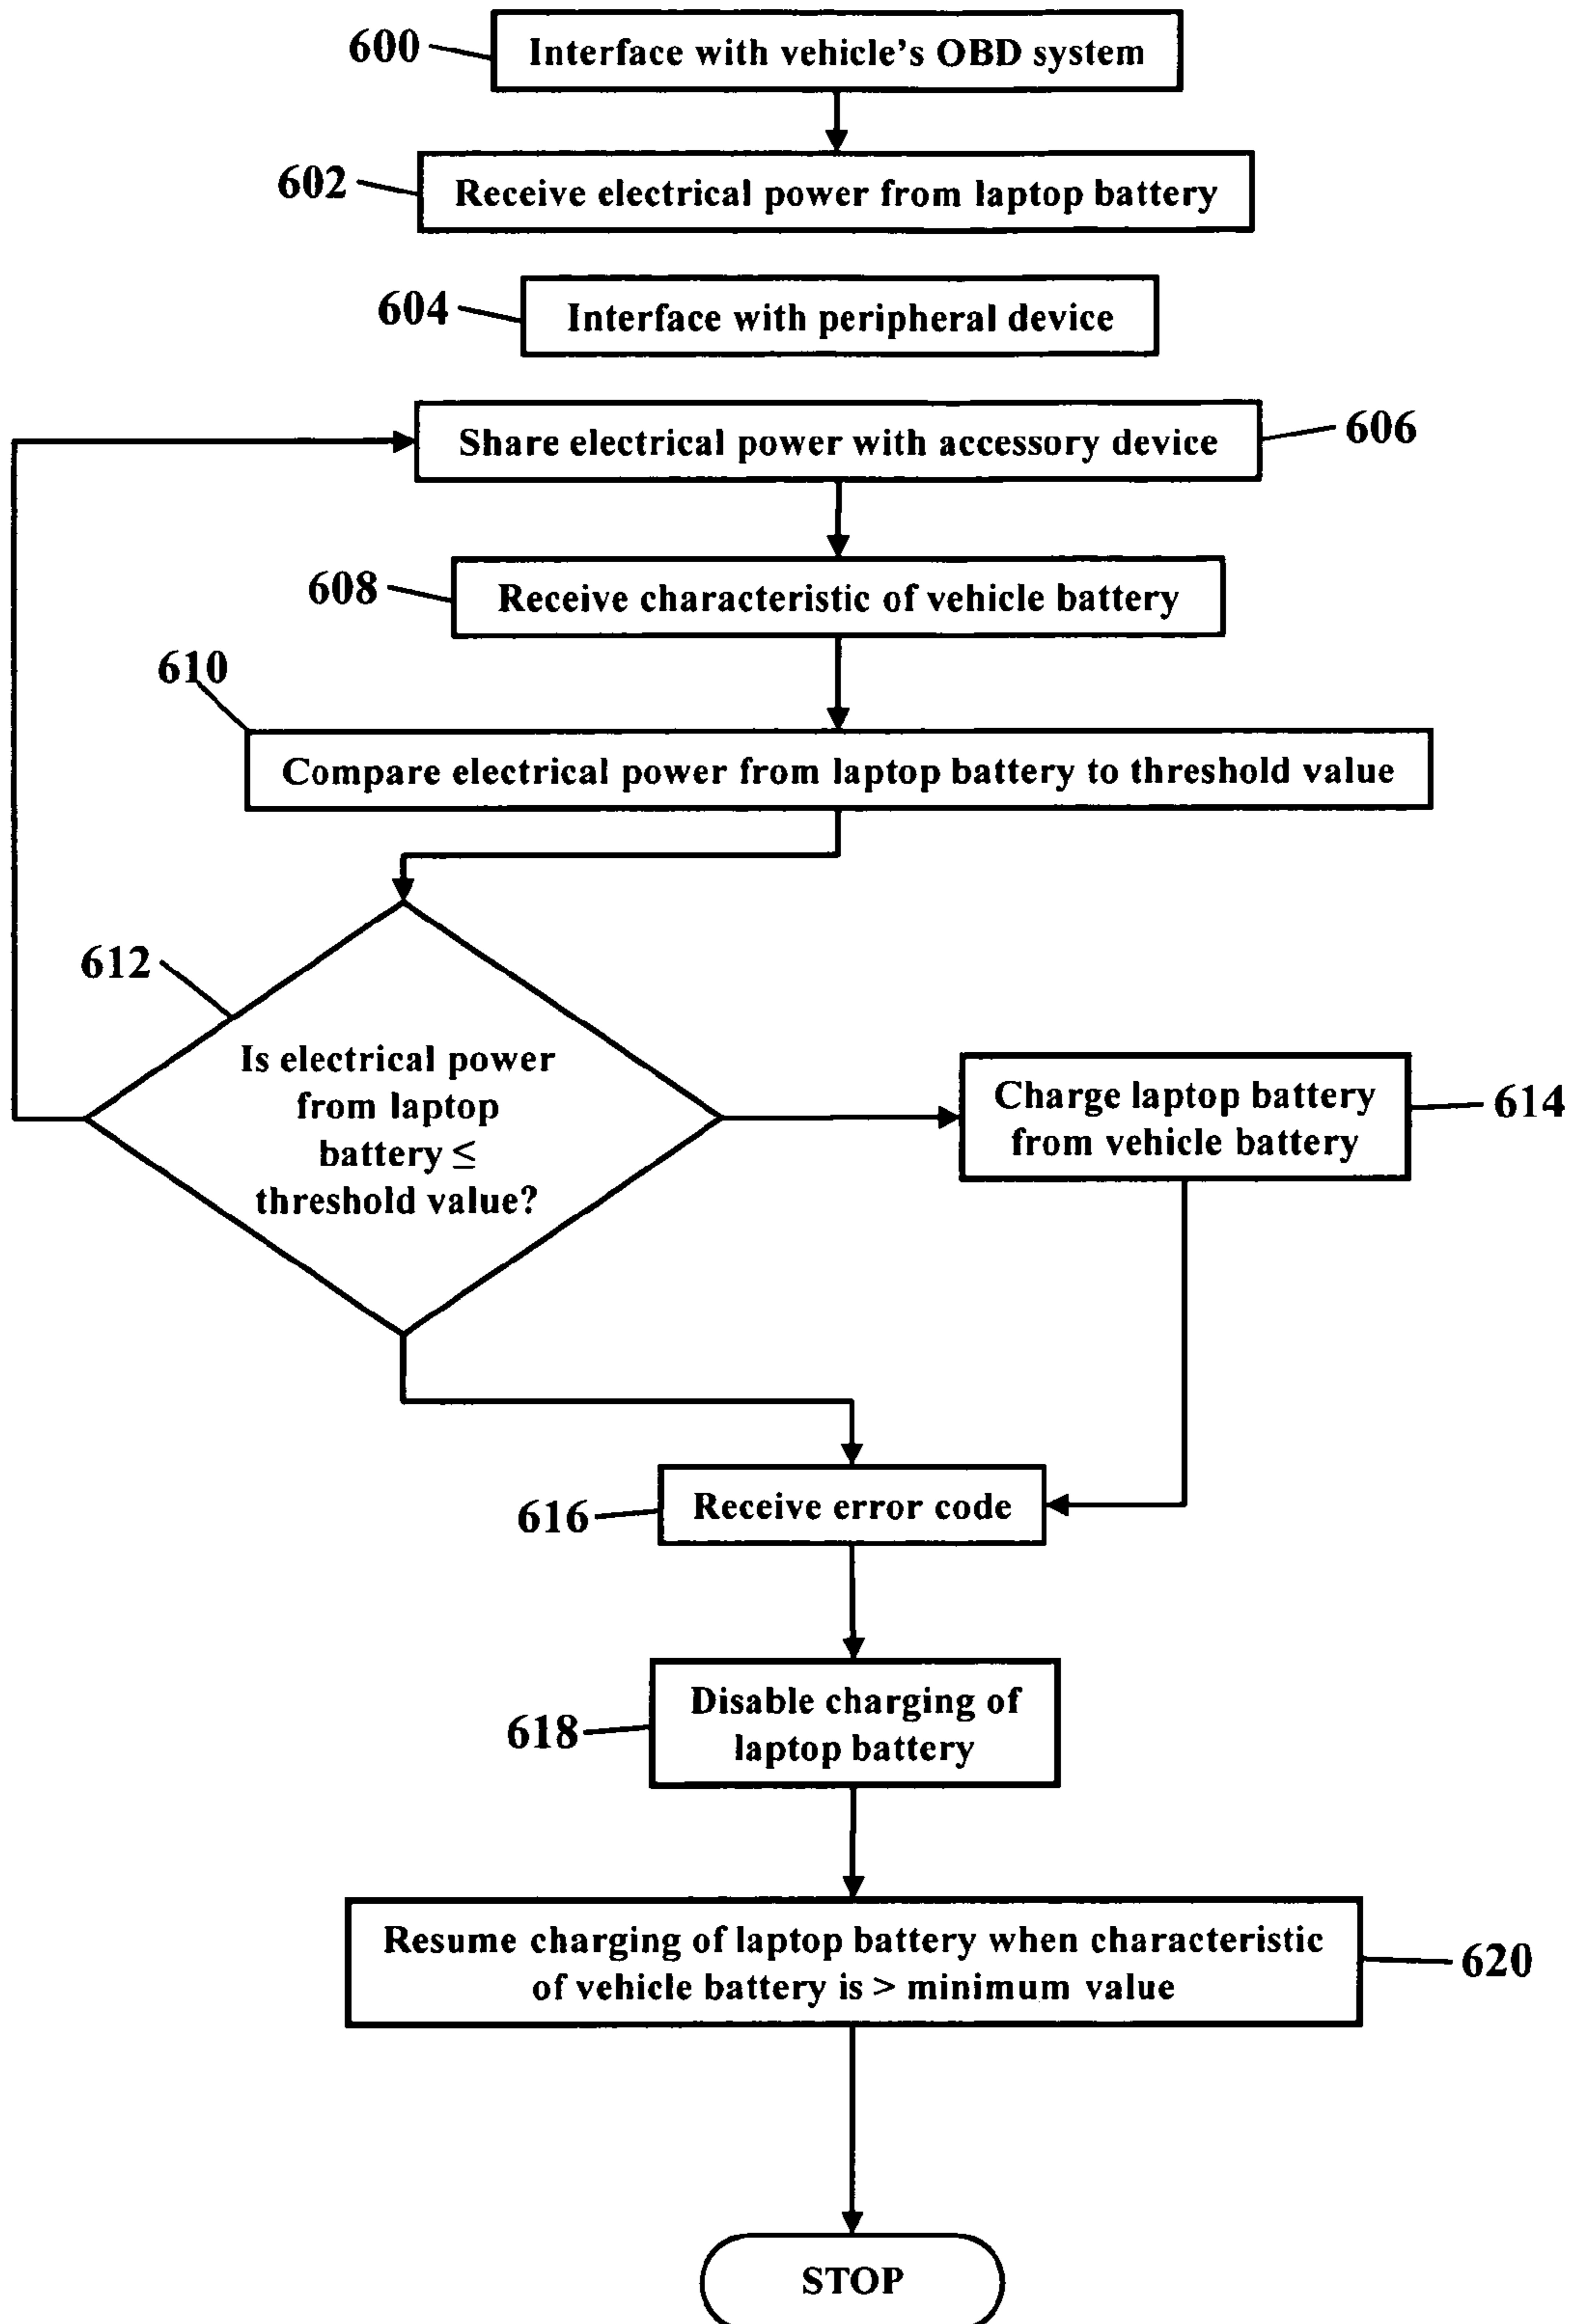 600
Interface with vehicle's OBD system
602
Receive electrical power from laptop battery
604
Interface with peripheral device
Share electrical power with accessory device
606
608
Receive characteristic of vehicle battery
610
Compare electrical power from laptop battery to threshold value
612
Is electrical power
from laptop
battery ≤
threshold value?
Charge laptop battery
from vehicle battery
614
616
Receive error code
618
Disable charging of
laptop battery
Resume charging of laptop battery when characteristic
of vehicle battery is > minimum value
620
STOP